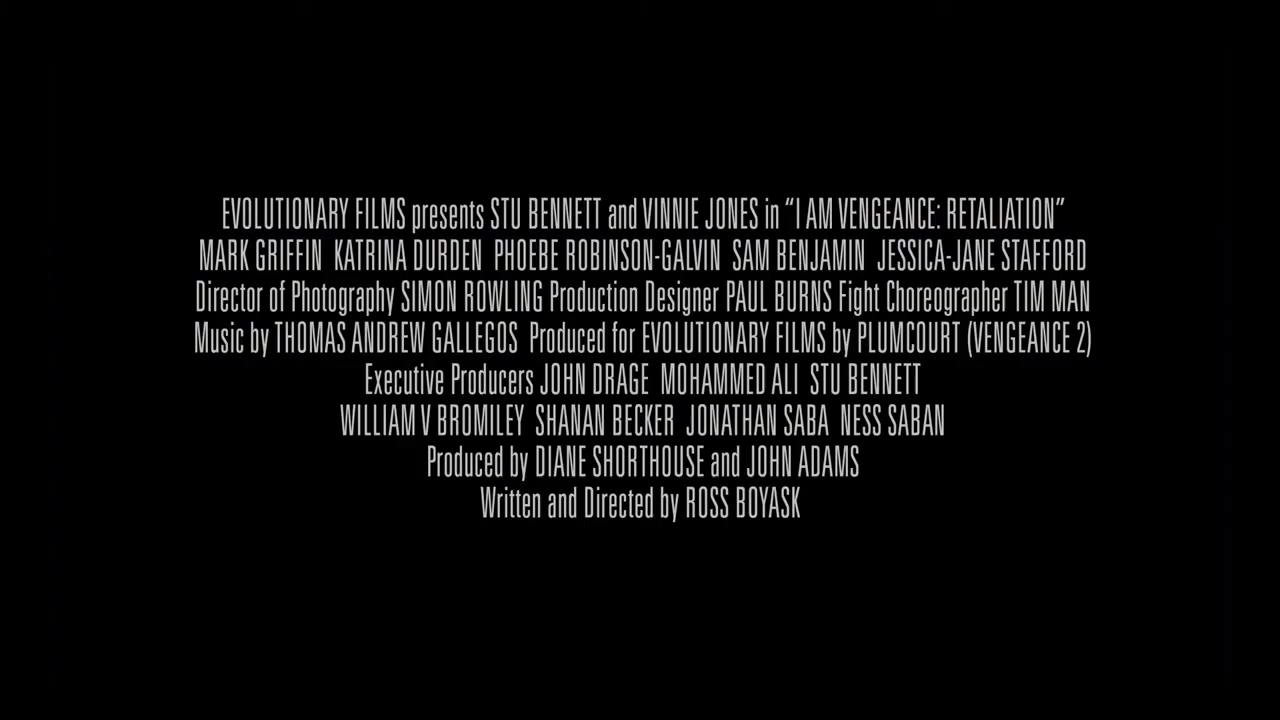 EVOLUTIONARY FILMS presents STU BENNETT and VINNIE JONES in “I AM VENGEANCE: RETALIATION”
MARK GRIFFIN KATRINA DURDEN PHOEBE ROBINSON-GALVIN SAM BENJAMIN JESSICA-JANE STAFFORD
Director of Photography SIMON ROWLING Production Designer PAUL BURNS Fight Choreographer TIM MAN
Music by THOMAS ANDREW GALLEGOS Produced for EVOLUTIONARY FILMS by PLUMCOURT (VENGEANCE 2)
Executive Producers JOHN DRAGE MOHAMMED ALI STU BENNETT
WILLIAM V BROMILEY SHANAN BECKER JONATHAN SABA NESS SABAN
Produced by DIANE SHORTHOUSE and JOHN ADAMS
Written and Directed by ROSS BOYASK